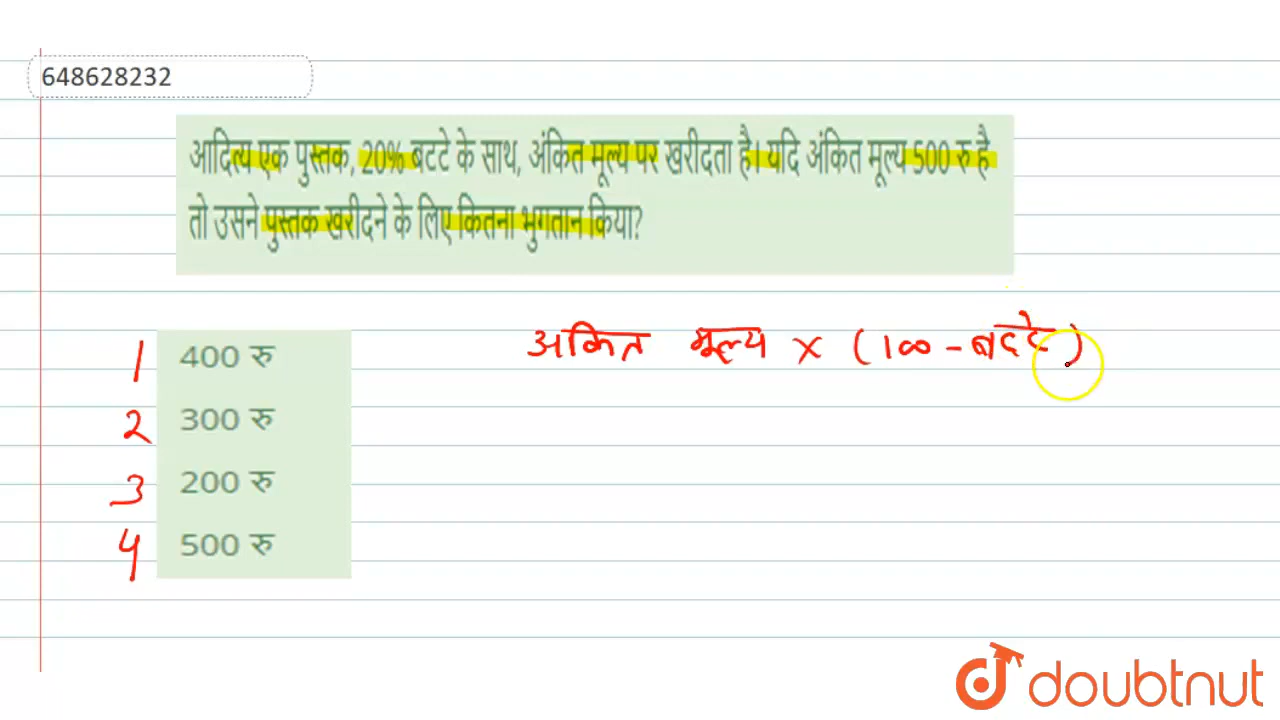 648628232
आदित्य एक पुस्तक, 20% बटटे के साथ, अंकित मूल्य पर खरीदता है। यदि अंकित मूल्य 500 रु है
तो उसने पुस्तक खरीदने के लिए कितना भुगतान किया?
अंकित मूल्य × (100 - बट्टे)
1 400 रु
2 300 रु
3 200 रु
4 500 रु
doubtnut